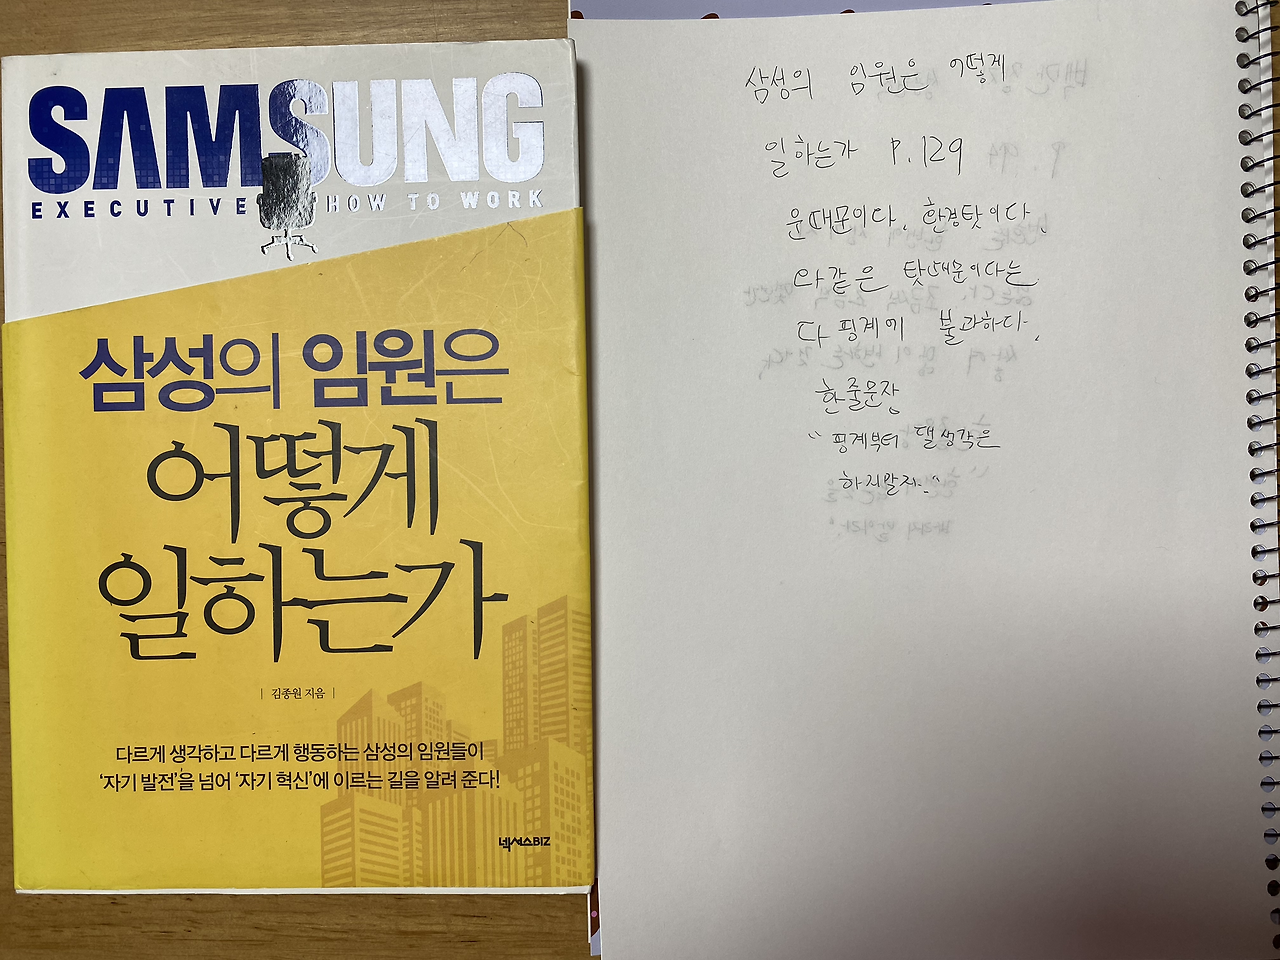 SAMSUNG
EXECUTIVE HOW TO WORK
삼성의 임원은
어떻게
일하는가
김종원 지음
다르게 생각하고 다르게 행동하는 삼성의 임원들이
‘자기 발전’을 넘어 ‘자기 혁신’에 이르는 길을 알려 준다!
넥서스BIZ
삼성의 임원은 어떻게
일하는가 P.129
운때문이다, 환경탓이다,
와같은 탓때문이다는
다 핑계에 불과하다.
한줄문장
“핑계부터 댈생각은
하지말자.."